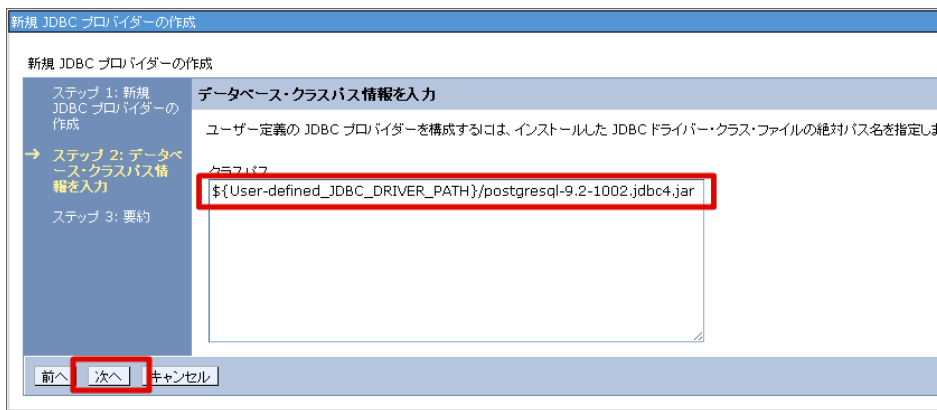 新規 JDBC プロバイダーの作成
新規 JDBC プロバイダーの作成
ステップ 1: 新規
JDBC プロバイダーの
作成
→ ステップ 2: データベ
ース・クラスパス情
報を入力
ステップ 3: 要約
データベース・クラスパス情報を入力
ユーザー定義の JDBC プロバイダーを構成するには、インストールした JDBC ドライバー・クラス・ファイルの絶対パス名を指定しま
クラスパス
${User-defined_JDBC_DRIVER_PATH}/postgresql-9.2-1002.jdbc4.jar
前へ 次へ キャンセル